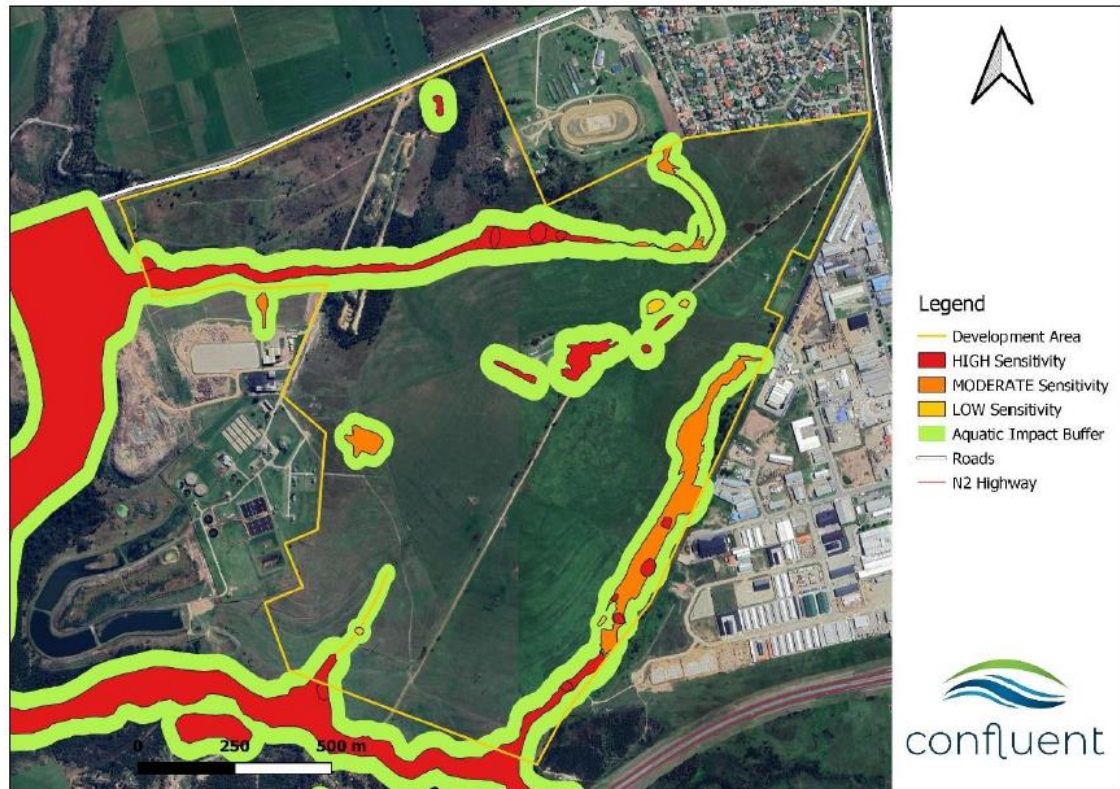 Legend
Development Area
HIGH Sensitivity
MODERATE Sensitivity
LOW Sensitivity
Aquatic Impact Buffer
Roads
N2 Highway
0 250 500 m
confluent